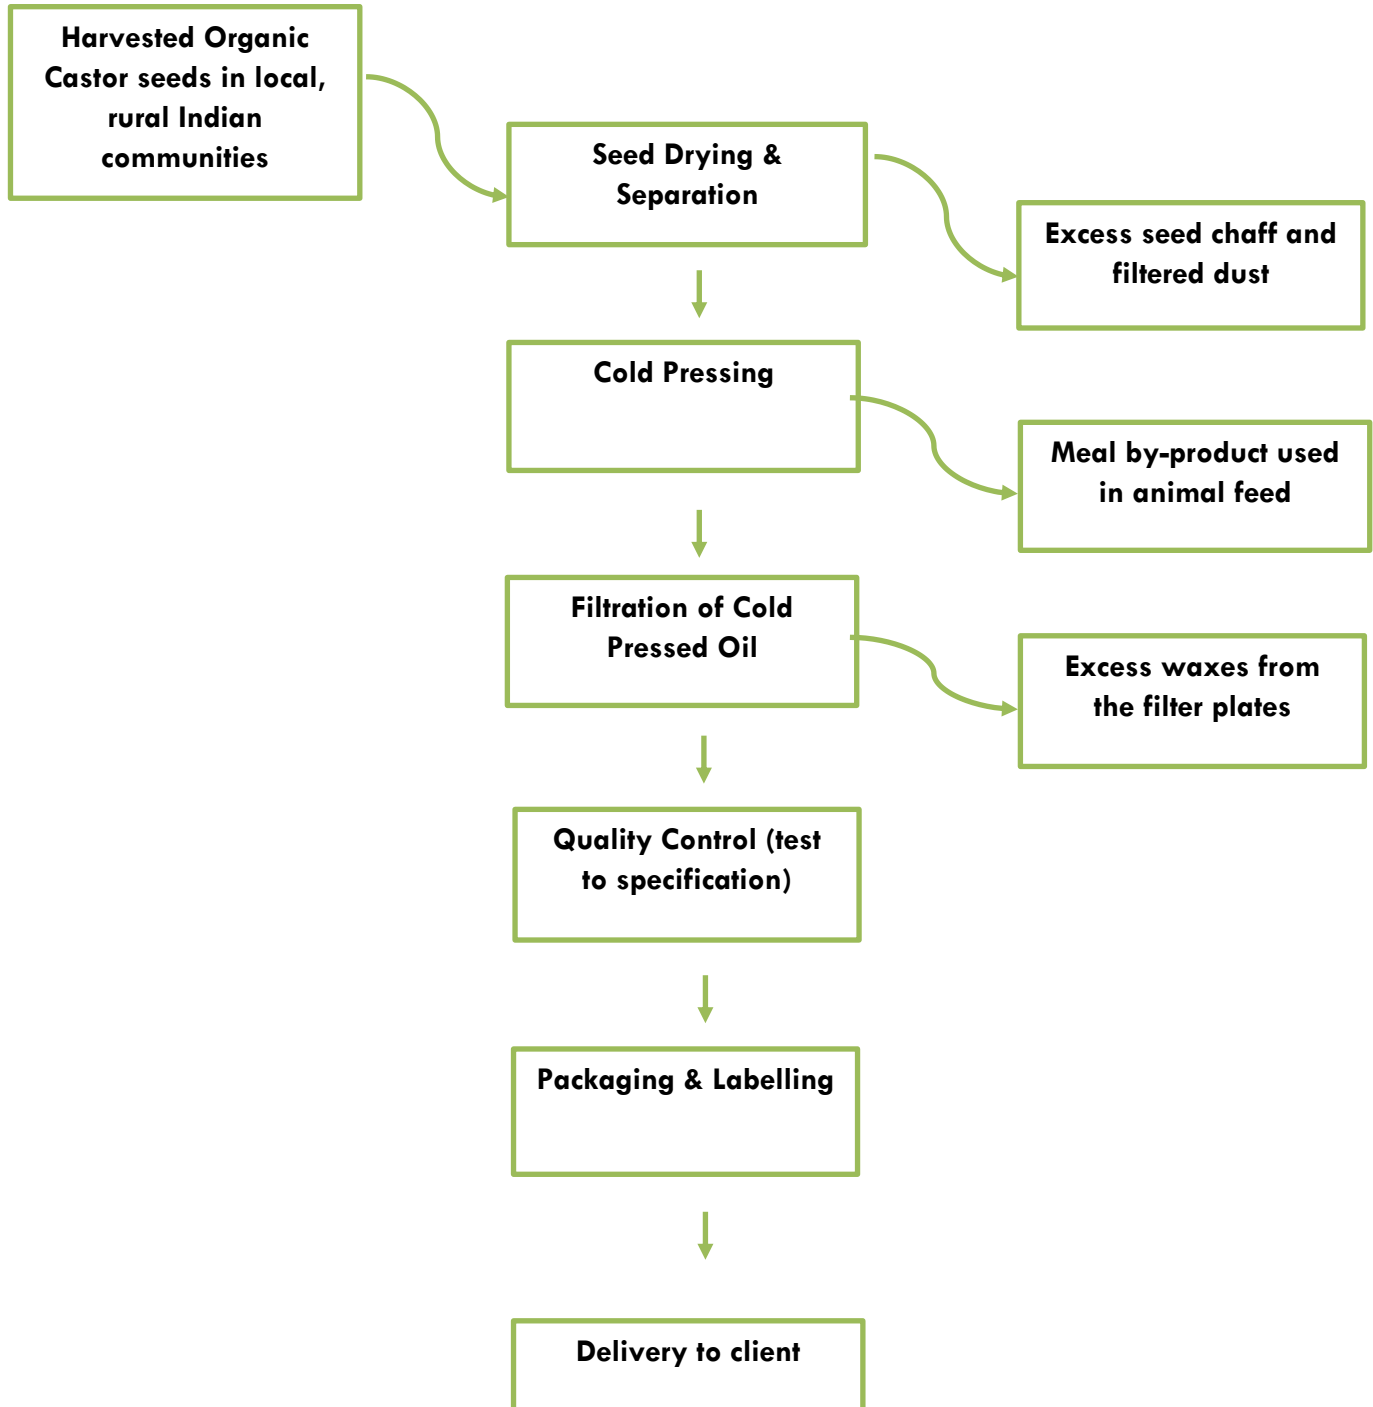 Harvested Organic
Castor seeds in local,
rural Indian
communities
Seed Drying &
Separation
Excess seed chaff and
filtered dust
Cold Pressing
Meal by-product used
in animal feed
Filtration of Cold
Pressed Oil
Excess waxes from
the filter plates
Quality Control (test
to specification)
Packaging & Labelling
Delivery to client